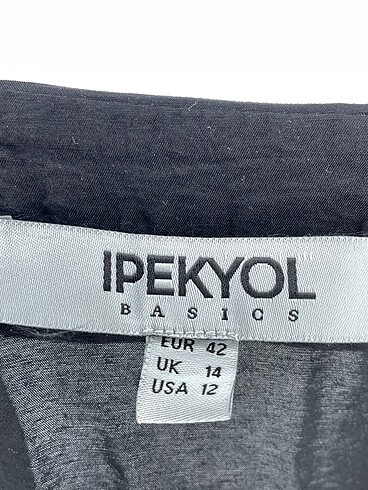 IPEKYOL
BASICS
EUR 42
UK 14
USA 12